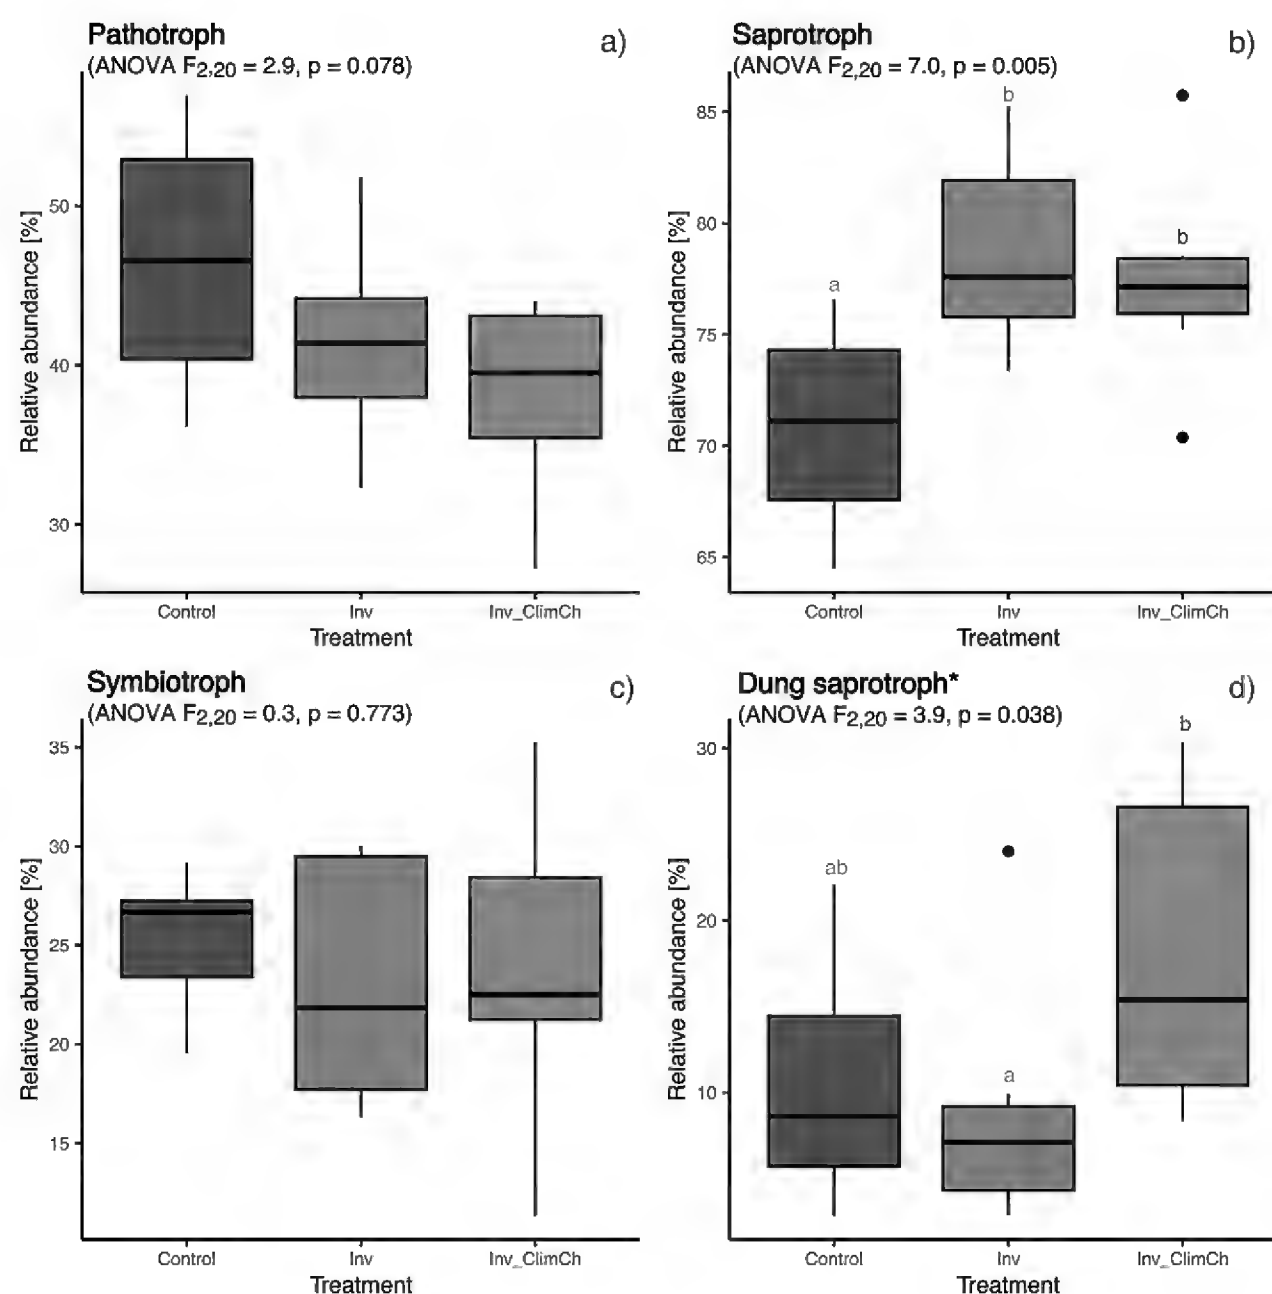 Pathotroph
a)
(ANOVA F2,20 = 2.9, p = 0.078)
50
40
30
Relative abundance [%]
Control
Inv
Inv_ClimCh
Treatment
Saprotroph
b)
(ANOVA F2,20 = 7.0, p = 0.005)
85
80
75
70
65
Relative abundance [%]
a
b
b
Control
Inv
Inv_ClimCh
Treatment
Symbiotroph
c)
(ANOVA F2,20 = 0.3, p = 0.773)
35
30
25
20
15
Relative abundance [%]
Control
Inv
Inv_ClimCh
Treatment
Dung saprotroph*
d)
(ANOVA F2,20 = 3.9, p = 0.038)
30
20
10
Relative abundance [%]
ab
a
b
Control
Inv
Inv_ClimCh
Treatment